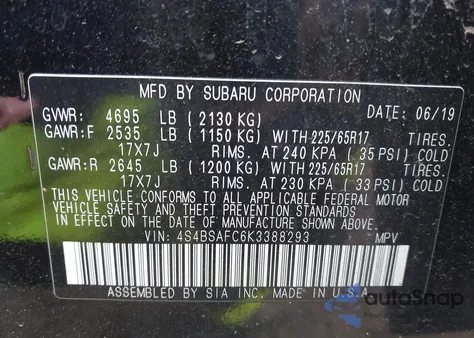 MFD BY SUBARU CORPORATION
GVWR: 4695 LB (2130 KG) DATE: 06/19
GAWR:F 2535 LB (1150 KG) WITH 225/65R17 TIRES.
17X7J RIMS. AT 240 KPA (35 PSI) COLD
GAWR:R 2645 LB (1200 KG) WITH 225/65R17 TIRES.
17X7J RIMS. AT 230 KPA (33 PSI) COLD
THIS VEHICLE CONFORMS TO ALL APPLICABLE FEDERAL MOTOR
VEHICLE SAFETY AND THEFT PREVENTION STANDARDS
IN EFFECT ON THE DATE OF MANUFACTURE SHOWN ABOVE.
VIN: 4S4BSAFC6K3388293 MPV
ASSEMBLED BY SIA INC. MADE IN U.S.A
autoSnap